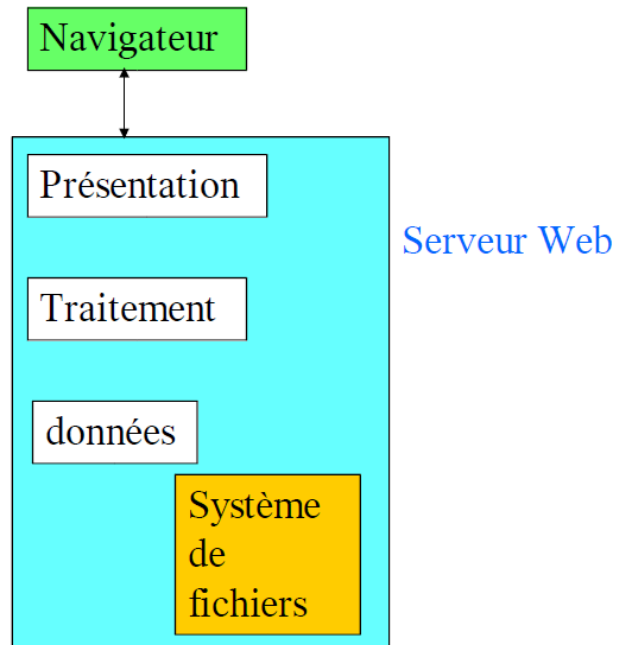 Navigateur
Présentation
Serveur Web
Traitement
données
Système
de
fichiers